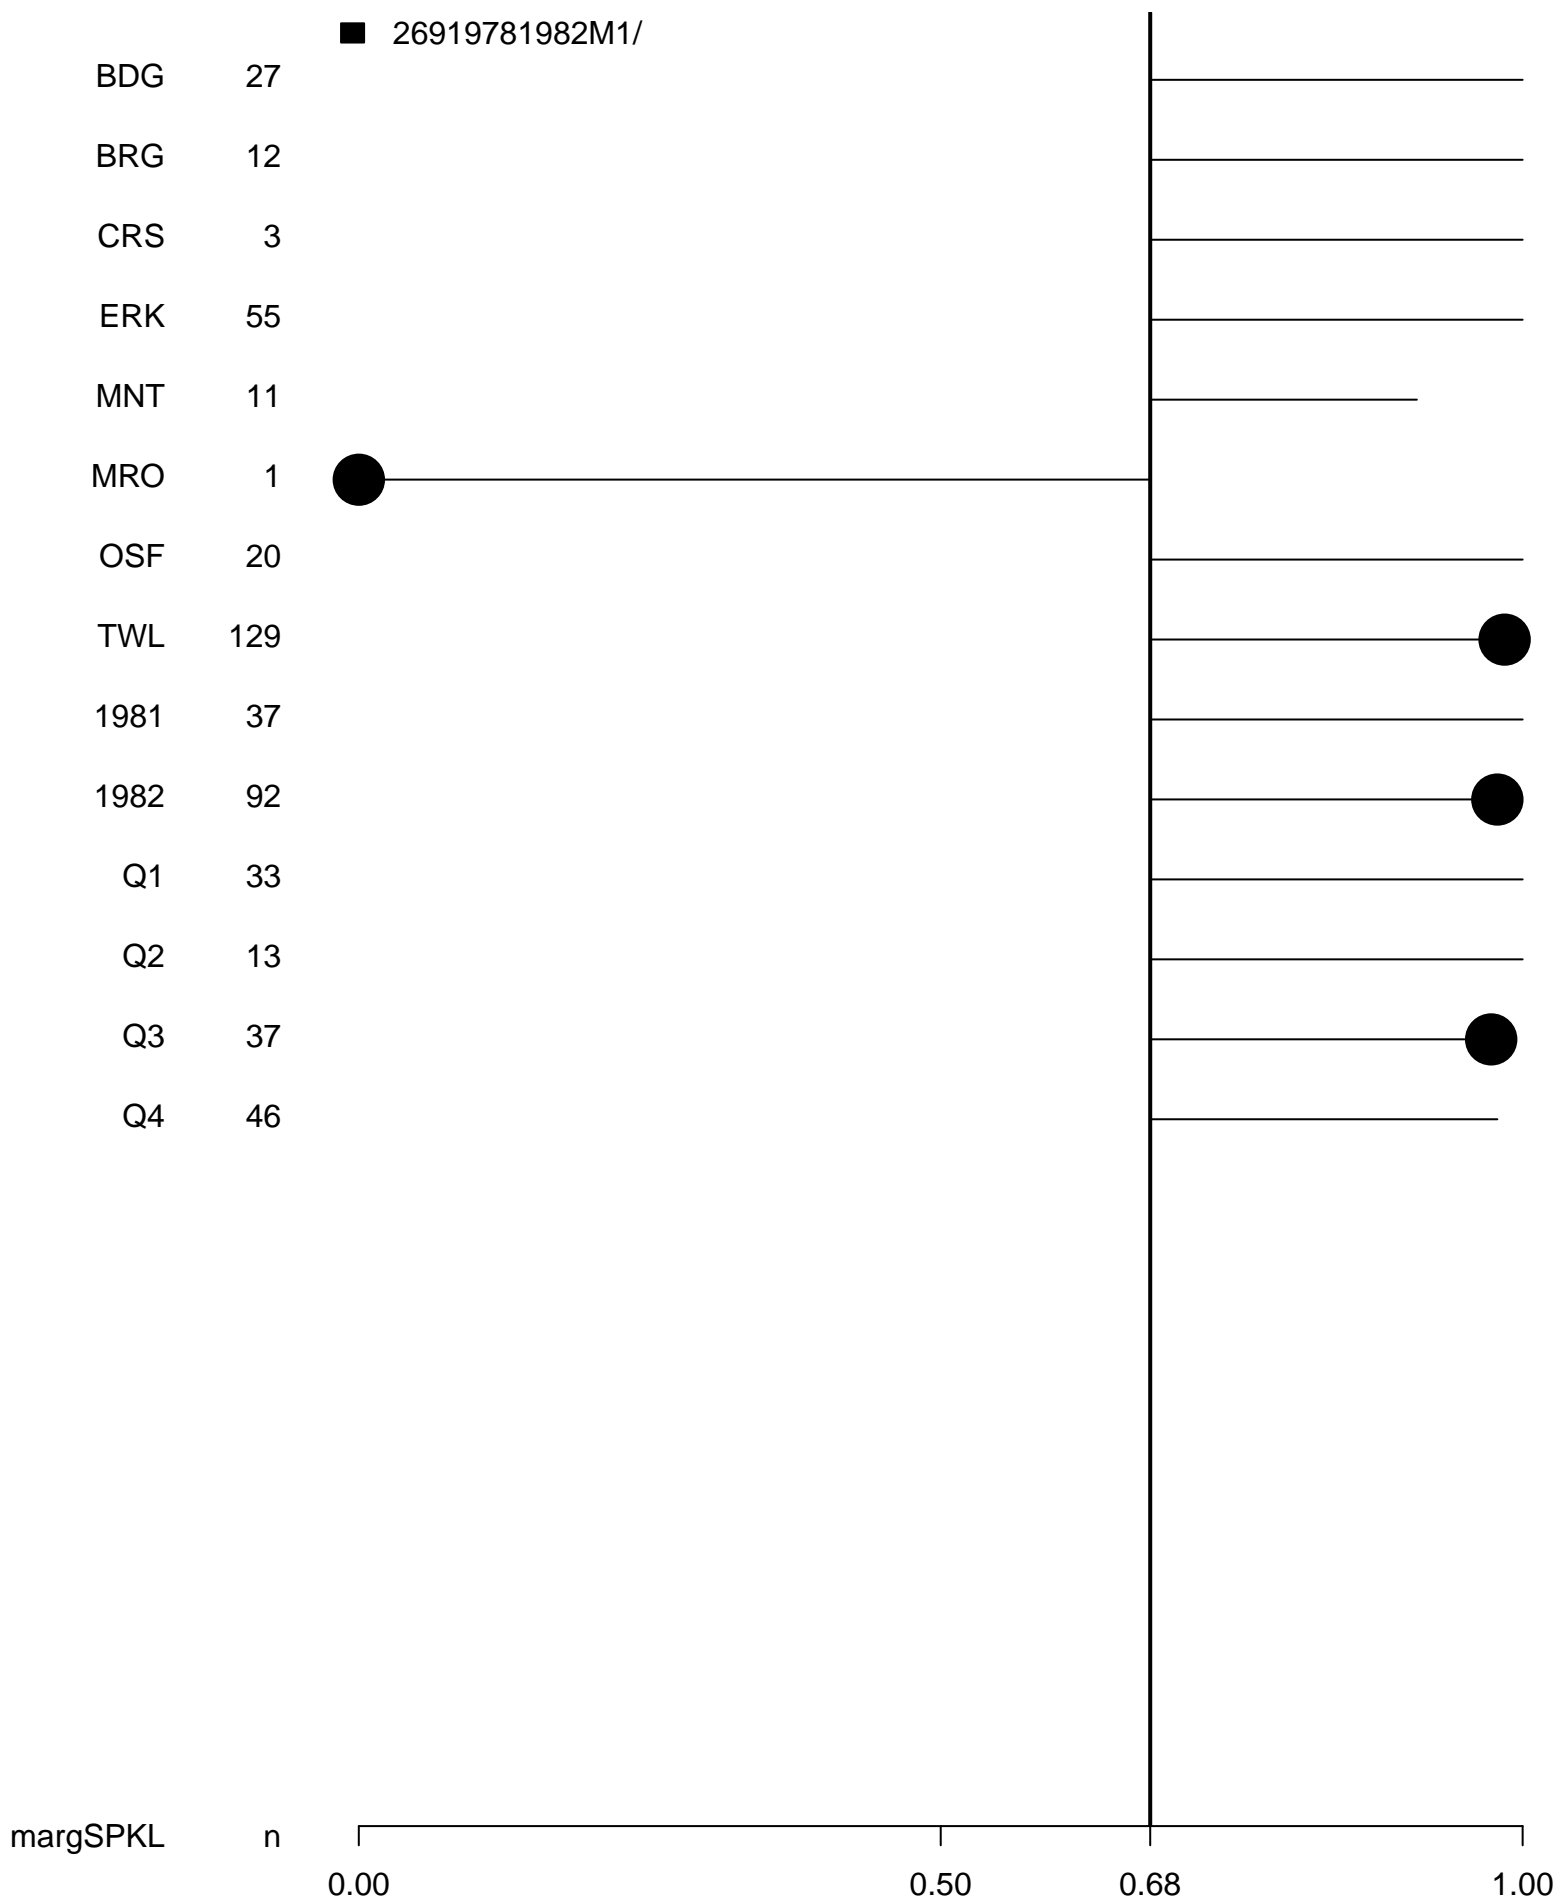 26919781982M1/
BDG 27
BRG 12
CRS 3
ERK 55
MNT 11
MRO 1
OSF 20
TWL 129
1981 37
1982 92
Q1 33
Q2 13
Q3 37
Q4 46
margSPKL n
0.00 0.50 0.68 1.00